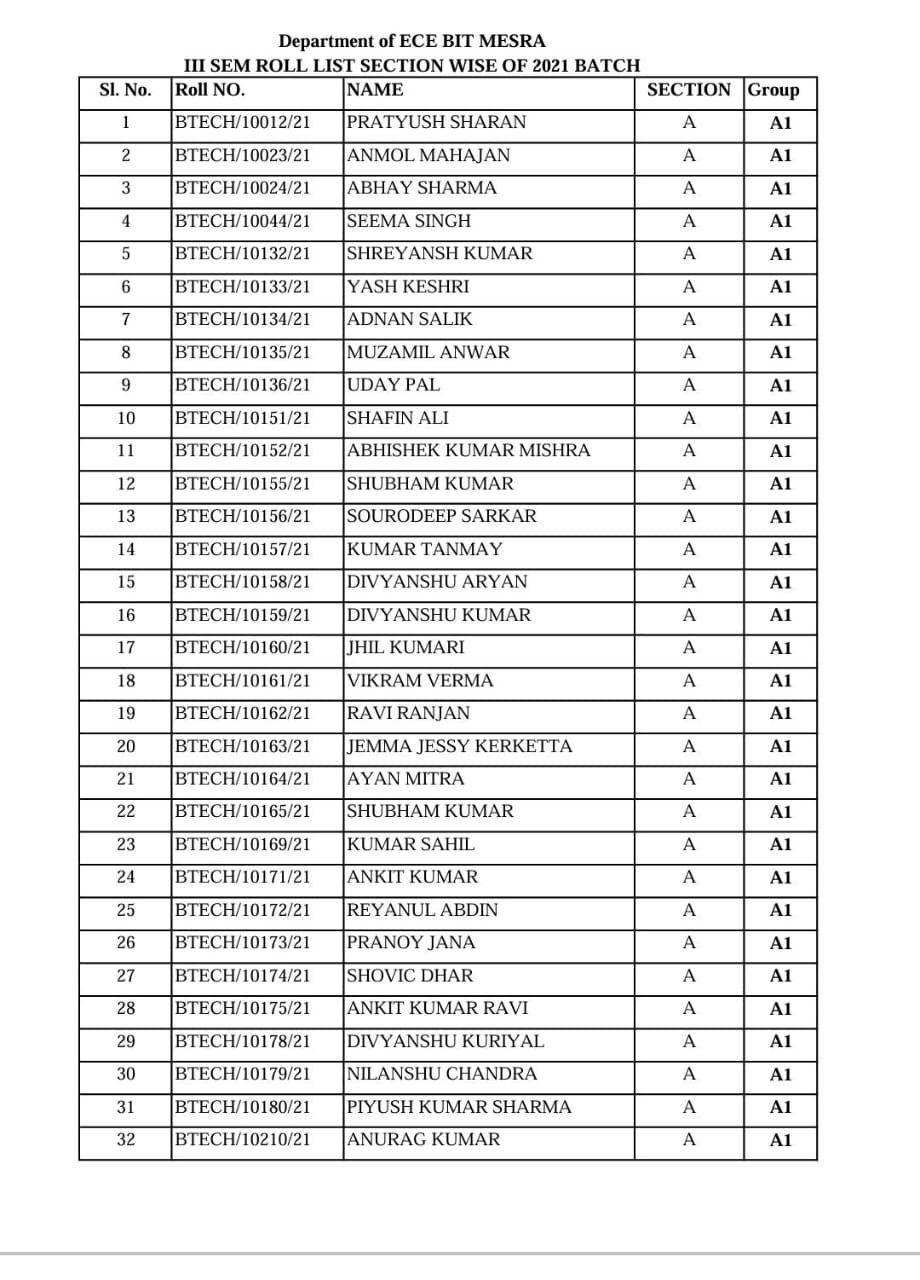 Department of ECE BIT MESRA
III SEM ROLL LIST SECTION WISE OF 2021 BATCH
Sl. No. Roll NO. NAME SECTION Group
1 BTECH/10012/21 PRATYUSH SHARAN A A1
2 BTECH/10023/21 ANMOL MAHAJAN A A1
3 BTECH/10024/21 ABHAY SHARMA A A1
4 BTECH/10044/21 SEEMA SINGH A A1
5 BTECH/10132/21 SHREYANSH KUMAR A A1
6 BTECH/10133/21 YASH KESHRI A A1
7 BTECH/10134/21 ADNAN SALIK A A1
8 BTECH/10135/21 MUZAMIL ANWAR A A1
9 BTECH/10136/21 UDAY PAL A A1
10 BTECH/10151/21 SHAFIN ALI A A1
11 BTECH/10152/21 ABHISHEK KUMAR MISHRA A A1
12 BTECH/10155/21 SHUBHAM KUMAR A A1
13 BTECH/10156/21 SOURODEEP SARKAR A A1
14 BTECH/10157/21 KUMAR TANMAY A A1
15 BTECH/10158/21 DIVYANSHU ARYAN A A1
16 BTECH/10159/21 DIVYANSHU KUMAR A A1
17 BTECH/10160/21 JHIL KUMARI A A1
18 BTECH/10161/21 VIKRAM VERMA A A1
19 BTECH/10162/21 RAVI RANJAN A A1
20 BTECH/10163/21 JEMMA JESSY KERKETTA A A1
21 BTECH/10164/21 AYAN MITRA A A1
22 BTECH/10165/21 SHUBHAM KUMAR A A1
23 BTECH/10169/21 KUMAR SAHIL A A1
24 BTECH/10171/21 ANKIT KUMAR A A1
25 BTECH/10172/21 REYANUL ABDIN A A1
26 BTECH/10173/21 PRANOY JANA A A1
27 BTECH/10174/21 SHOVIC DHAR A A1
28 BTECH/10175/21 ANKIT KUMAR RAVI A A1
29 BTECH/10178/21 DIVYANSHU KURIYAL A A1
30 BTECH/10179/21 NILANSHU CHANDRA A A1
31 BTECH/10180/21 PIYUSH KUMAR SHARMA A A1
32 BTECH/10210/21 ANURAG KUMAR A A1